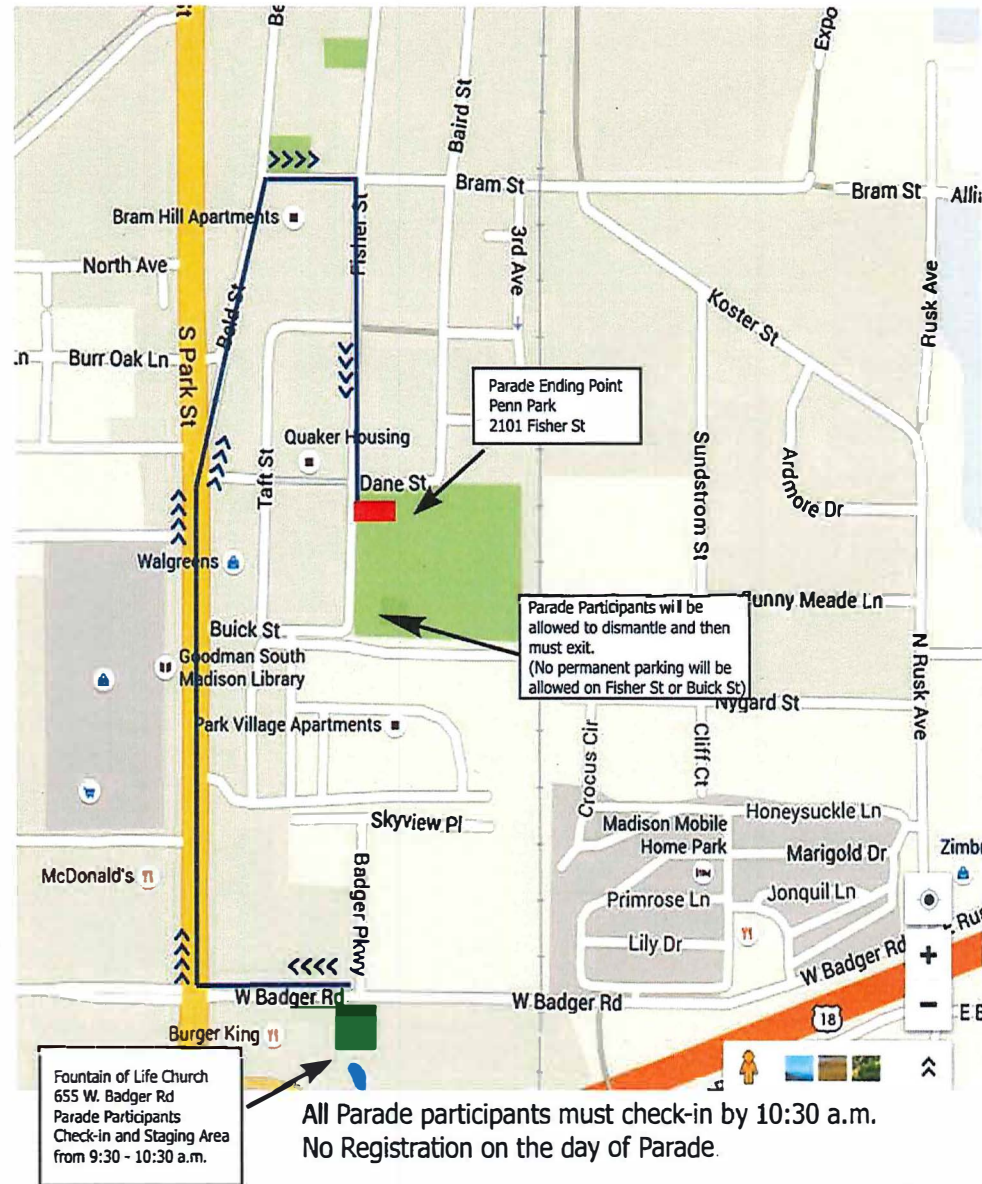 Expo
Baird St
Bram St
Bram St
Bram Hill Apartments
Fisher St
3rd Ave
North Ave
Koster St
Rusk Ave
Bold St
S Park St
Burr Oak Ln
Parade Ending Point
Penn Park
2101 Fisher St
Quaker Housing
Taft St
Dane St
Sundstrom St
Ardmore Dr
Walgreens
Parade Participants will be
allowed to dismantle and then
must exit.
(No permanent parking will be
allowed on Fisher St or Buick St)
unny Meade Ln
Buick St
Goodman South
Madison Library
N Rusk Ave
Nygard St
Park Village Apartments
Crocus Cir
Cliff Ct
Skyview Pl
Honeysuckle Ln
Madison Mobile
Home Park
Marigold Dr
Zimbr
McDonald's
Badger Pkwy
Primrose Ln
Jonquil Ln
Lily Dr
W Badger Rd
E Rus
W Badger Rd
W Badger Rd
18
E B
Burger King
Fountain of Life Church
655 W. Badger Rd
Parade Participants
Check-in and Staging Area
from 9:30 - 10:30 a.m.
All Parade participants must check-in by 10:30 a.m.
No Registration on the day of Parade.